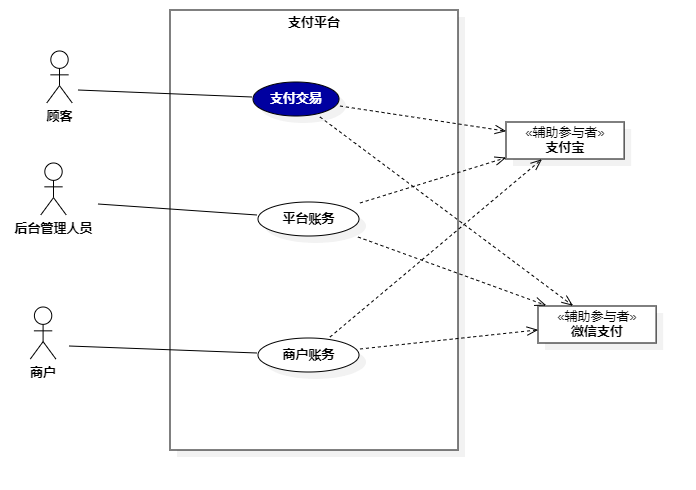 支付平台
支付交易
顾客
«辅助参与者»
支付宝
平台账务
后台管理人员
«辅助参与者»
微信支付
商户账务
商户